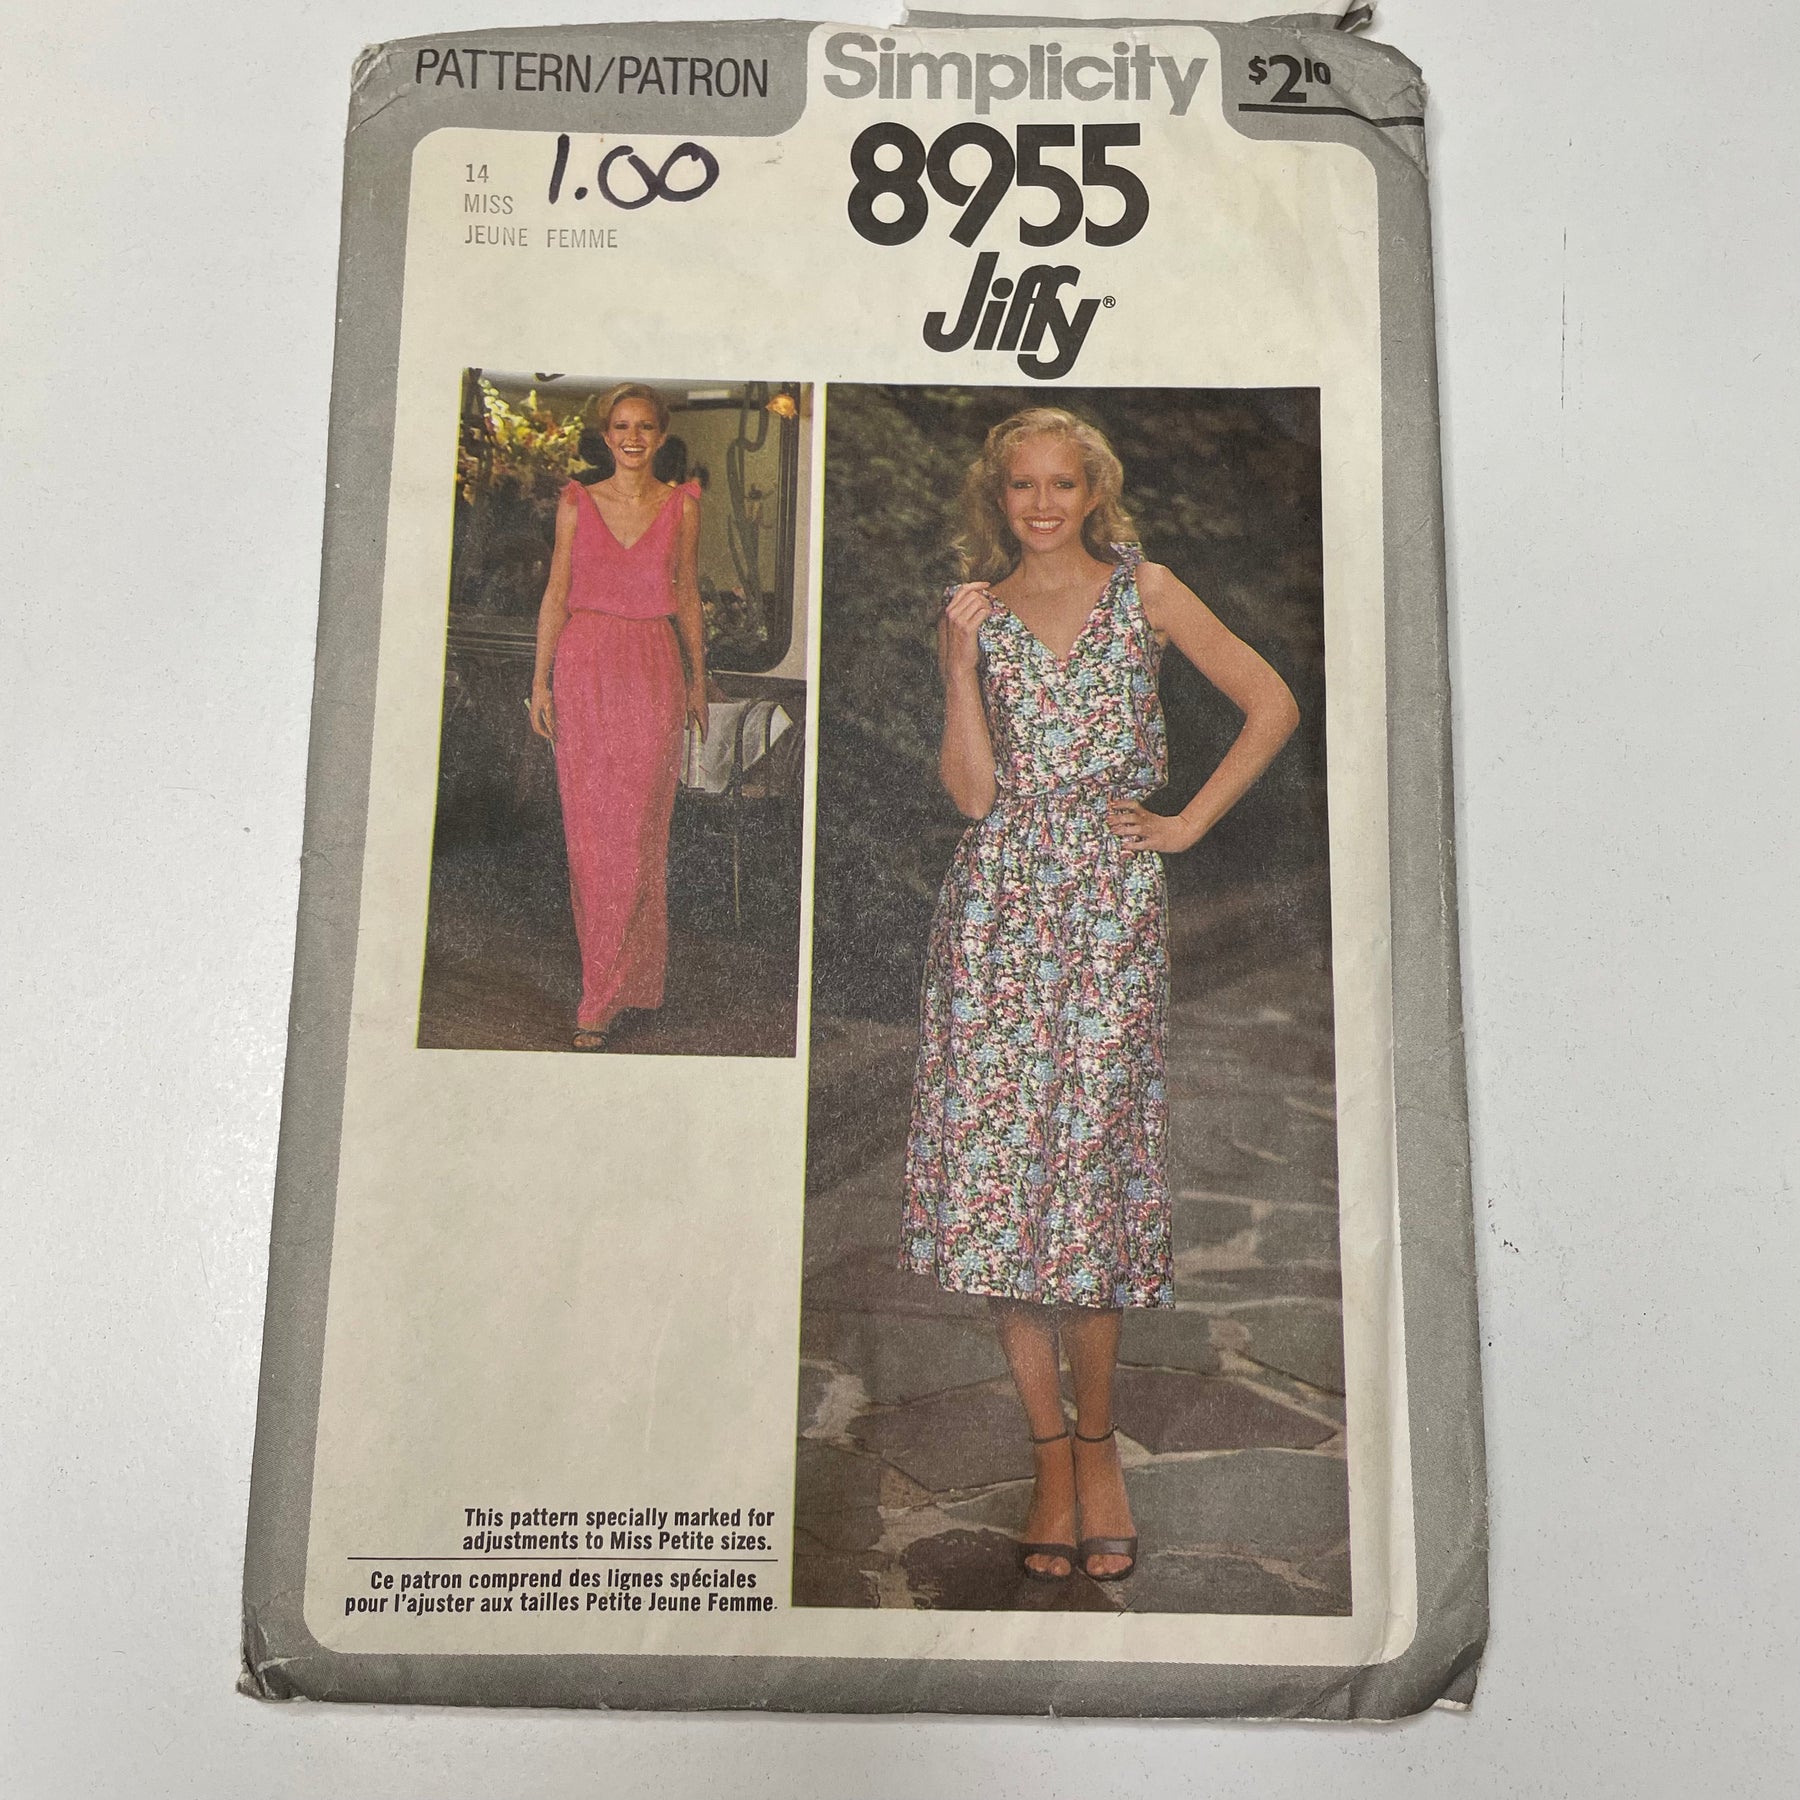 PATTERN/PATRON
Simplicity
$2.10
14
MISS
JEUNE FEMME
1.00
8955
Jiffy®
This pattern specially marked for
adjustments to Miss Petite sizes.
Ce patron comprend des lignes spéciales
pour l'ajuster aux tailles Petite Jeune Femme.